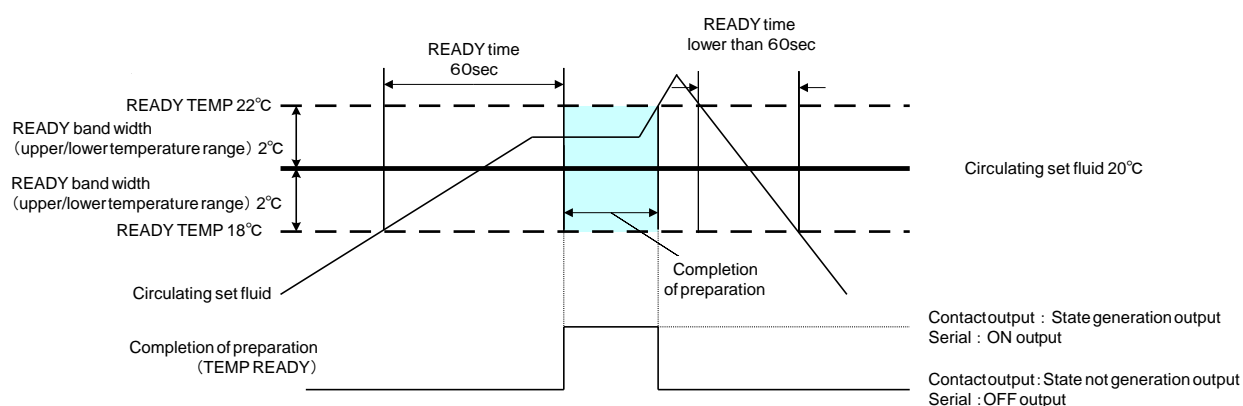 READY time
60sec
READY time
lower than 60sec
READY TEMP 22℃
READY band width
(upper/lower temperature range) 2℃
Circulating set fluid 20℃
READY band width
(upper/lower temperature range) 2℃
READY TEMP 18℃
Completion
of preparation
Circulating set fluid
Contact output : State generation output
Serial : ON output
Completion of preparation
(TEMP READY)
Contact output : State not generation output
Serial : OFF output